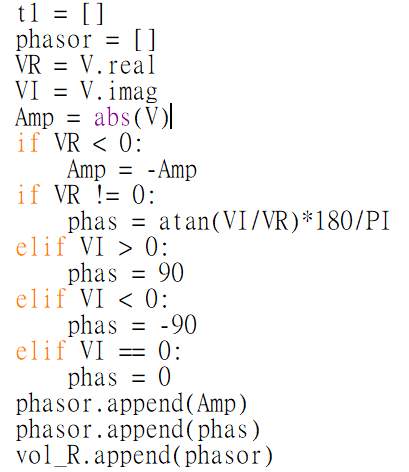 t1 = []
phasor = []
VR = V.real
VI = V.imag
Amp = abs(V)
if VR < 0:
    Amp = -Amp
if VR != 0:
    phas = atan(VI/VR)*180/PI
elif VI > 0:
    phas = 90
elif VI < 0:
    phas = -90
elif VI == 0:
    phas = 0
phasor.append(Amp)
phasor.append(phas)
vol_R.append(phasor)